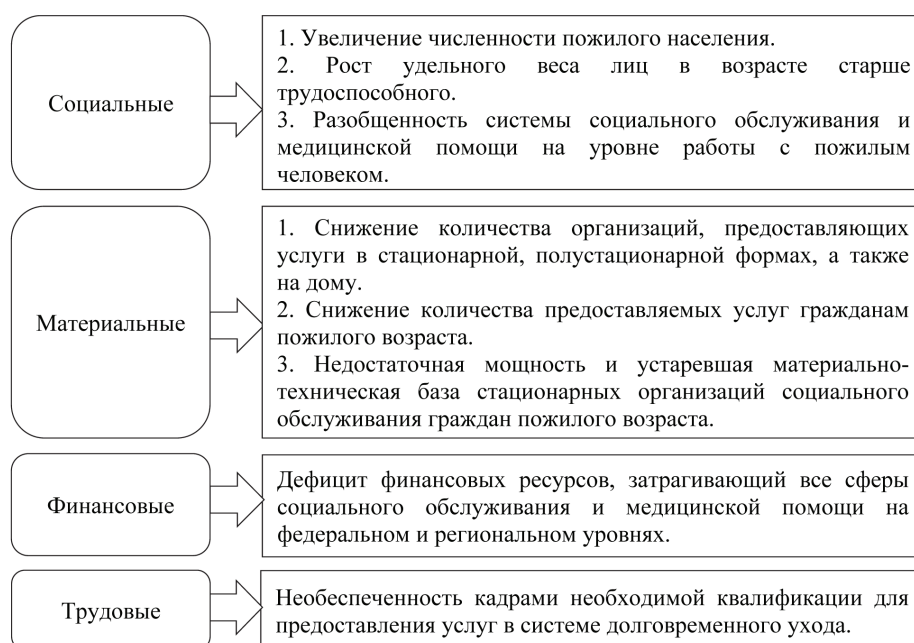 Социальные
1. Увеличение численности пожилого населения.
2. Рост удельного веса лиц в возрасте старше
трудоспособного.
3. Разобщенность системы социального обслуживания и
медицинской помощи на уровне работы с пожилым
человеком.
Материальные
1. Снижение количества организаций, предоставляющих
услуги в стационарной, полустационарной формах, а также
на дому.
2. Снижение количества предоставляемых услуг гражданам
пожилого возраста.
3. Недостаточная мощность и устаревшая материально-
техническая база стационарных организаций социального
обслуживания граждан пожилого возраста.
Финансовые
Дефицит финансовых ресурсов, затрагивающий все сферы
социального обслуживания и медицинской помощи на
федеральном и региональном уровнях.
Трудовые
Необеспеченность кадрами необходимой квалификации для
предоставления услуг в системе долговременного ухода.